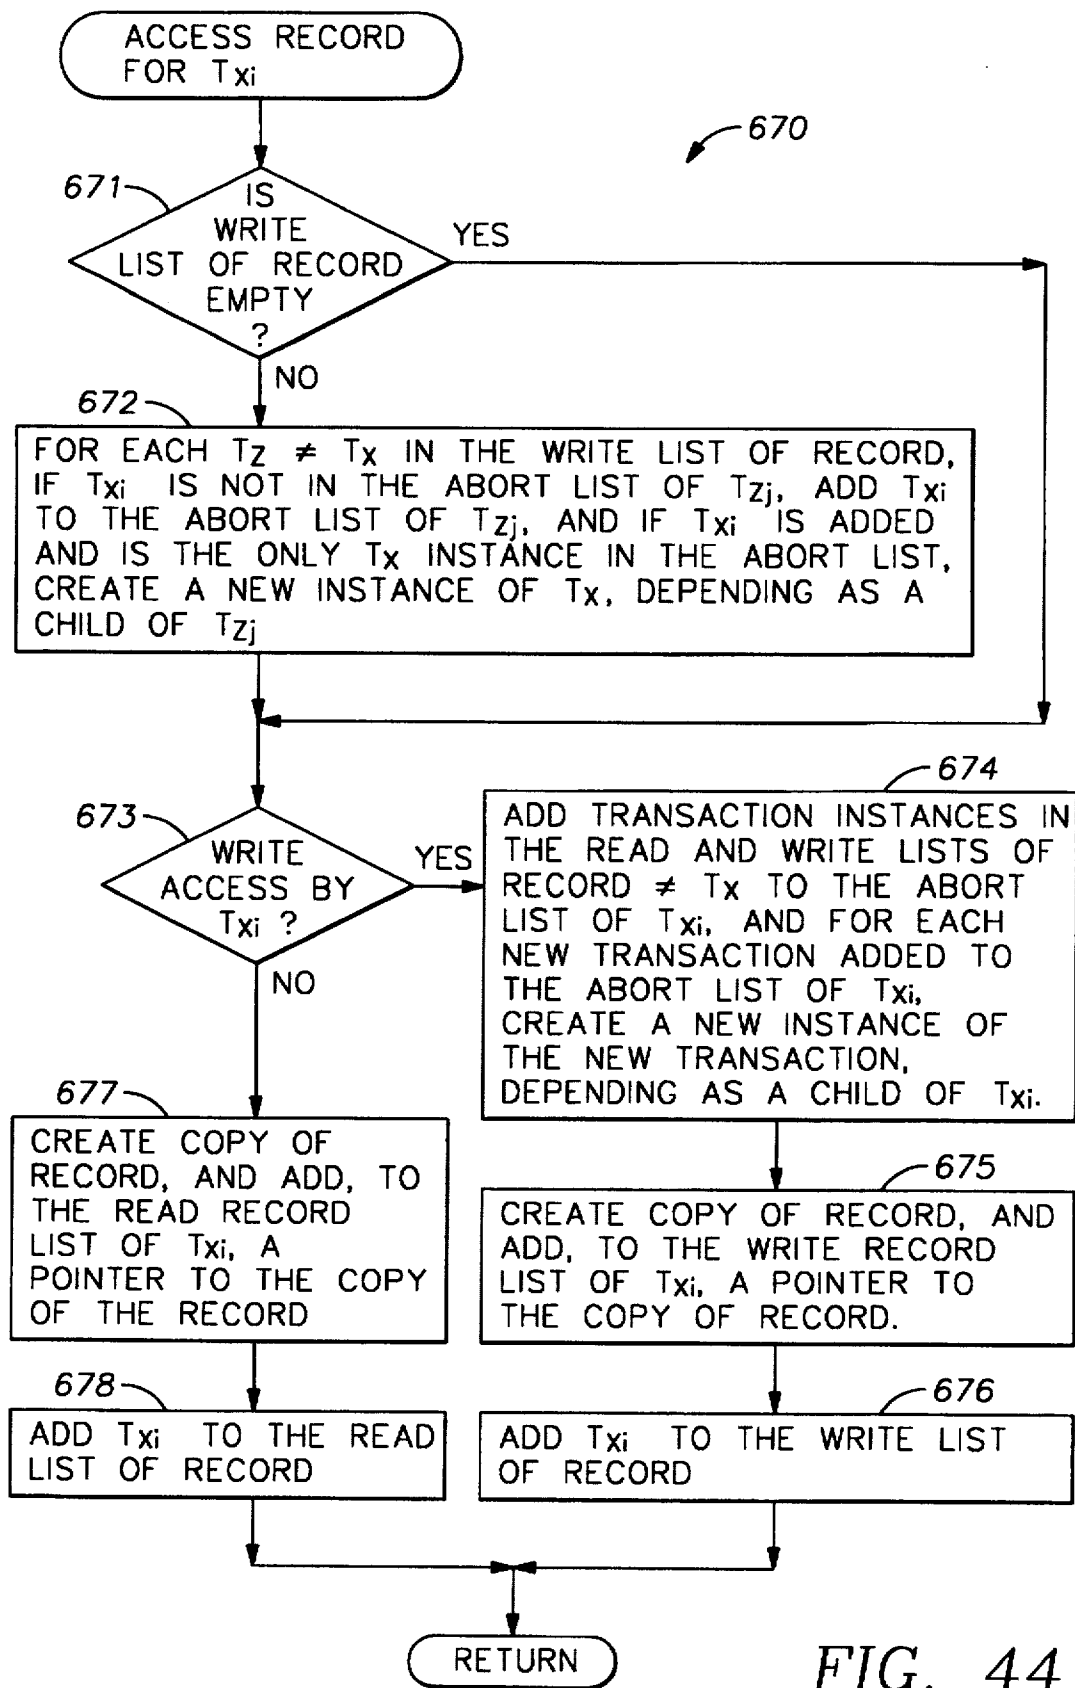 ACCESS RECORD
FOR Txi
670
671
IS
WRITE
LIST OF RECORD
EMPTY
?
YES
NO
672
FOR EACH Tz ≠ Tx IN THE WRITE LIST OF RECORD,
IF Txi IS NOT IN THE ABORT LIST OF Tzj, ADD Txi
TO THE ABORT LIST OF Tzj, AND IF Txi IS ADDED
AND IS THE ONLY Tx INSTANCE IN THE ABORT LIST,
CREATE A NEW INSTANCE OF Tx, DEPENDING AS A
CHILD OF Tzj
673
WRITE
ACCESS BY
Txi ?
YES
NO
674
ADD TRANSACTION INSTANCES IN
THE READ AND WRITE LISTS OF
RECORD ≠ Tx TO THE ABORT
LIST OF Txi, AND FOR EACH
NEW TRANSACTION ADDED TO
THE ABORT LIST OF Txi,
CREATE A NEW INSTANCE OF
THE NEW TRANSACTION,
DEPENDING AS A CHILD OF Txi.
677
CREATE COPY OF
RECORD, AND ADD, TO
THE READ RECORD
LIST OF Txi, A
POINTER TO THE COPY
OF THE RECORD
675
CREATE COPY OF RECORD, AND
ADD, TO THE WRITE RECORD
LIST OF Txi, A POINTER TO
THE COPY OF RECORD.
678
ADD Txi TO THE READ
LIST OF RECORD
676
ADD Txi TO THE WRITE LIST
OF RECORD
RETURN
FIG. 44